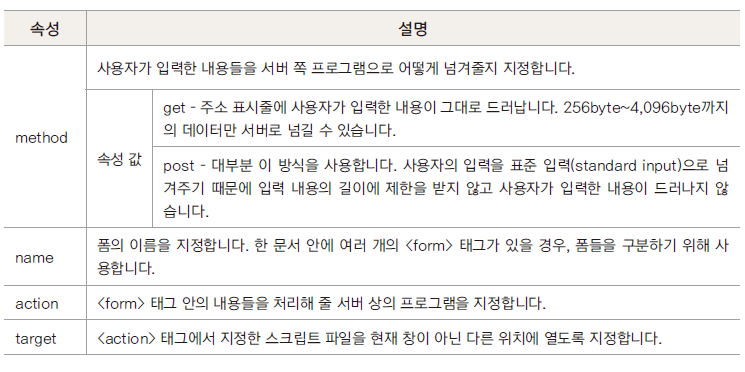 속성 설명
method
사용자가 입력한 내용들을 서버 쪽 프로그램으로 어떻게 넘겨줄지 지정합니다.
속성 값
get - 주소 표시줄에 사용자가 입력한 내용이 그대로 드러납니다. 256byte~4,096byte까지
의 데이터만 서버로 넘길 수 있습니다.
post - 대부분 이 방식을 사용합니다. 사용자의 입력을 표준 입력(standard input)으로 넘
겨주기 때문에 입력 내용의 길이에 제한을 받지 않고 사용자가 입력한 내용이 드러나지 않
습니다.
name
폼의 이름을 지정합니다. 한 문서 안에 여러 개의 <form> 태그가 있을 경우, 폼들을 구분하기 위해 사
용합니다.
action <form> 태그 안의 내용들을 처리해 줄 서버 상의 프로그램을 지정합니다.
target <action> 태그에서 지정한 스크립트 파일을 현재 창이 아닌 다른 위치에 열도록 지정합니다.